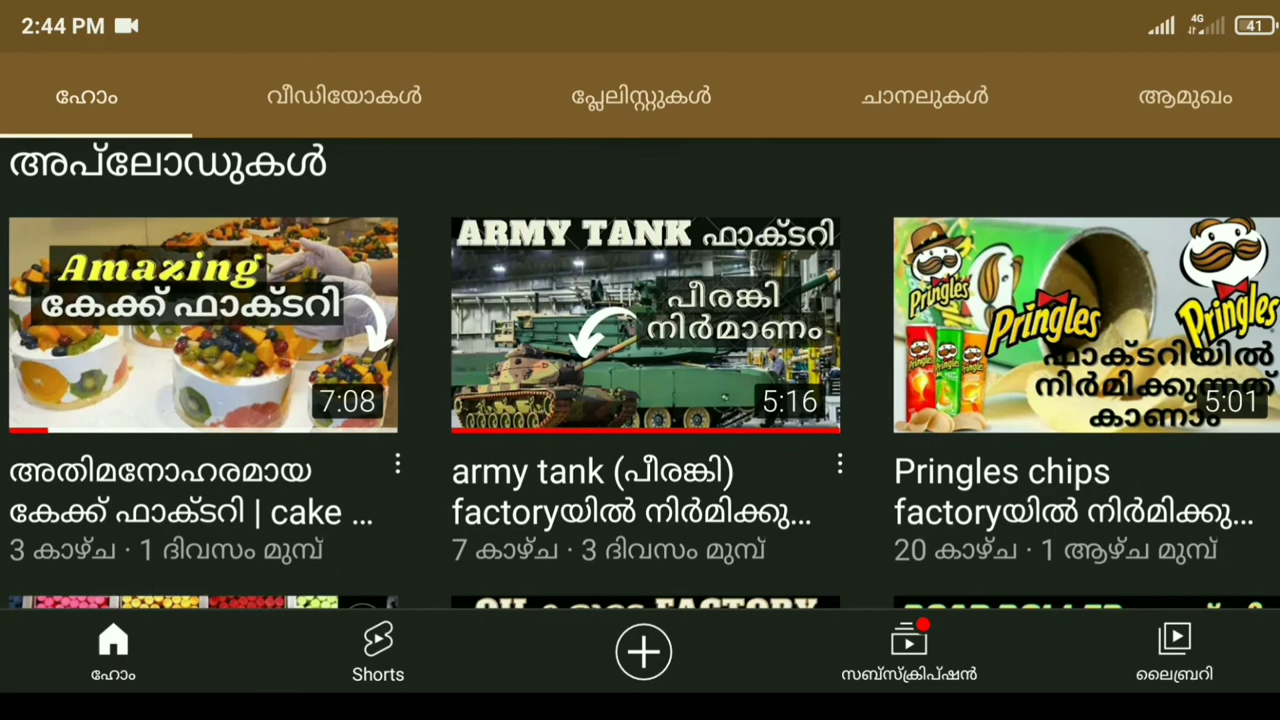 2:44 PM
4G
41
ഹോം
വീഡിയോകൾ
പ്ലേലിസ്റ്റുകൾ
ചാനലുകൾ
ആമുഖം
അപ്‌ലോഡുകൾ
Amazing
കേക്ക് ഫാക്ടറി
7:08
ARMY TANK ഫാക്ടറി
പീരങ്കി
നിർമാണം
5:16
Pringles
Pringles
Pringles
ഫാക്ടറിയിൽ
നിർമിക്കുന്നത്
കാണാം
5:01
അതിമനോഹരമായ
കേക്ക് ഫാക്ടറി | cake ...
3 കാഴ്ച · 1 ദിവസം മുമ്പ്
army tank (പീരങ്കി)
factoryയിൽ നിർമിക്കു...
7 കാഴ്ച · 3 ദിവസം മുമ്പ്
Pringles chips
factoryയിൽ നിർമിക്കു...
20 കാഴ്ച · 1 ആഴ്ച മുമ്പ്
ഹോം
Shorts
സബ്സ്ക്രിപ്ഷൻ
ലൈബ്രറി